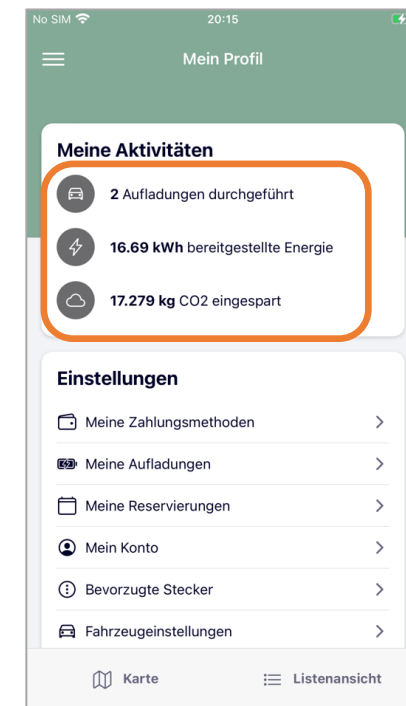 No SIM 20:15
Mein Profil
Meine Aktivitäten
2 Aufladungen durchgeführt
16.69 kWh bereitgestellte Energie
17.279 kg CO2 eingespart
Einstellungen
Meine Zahlungsmethoden
Meine Aufladungen
Meine Reservierungen
Mein Konto
Bevorzugte Stecker
Fahrzeugeinstellungen
Karte Listenansicht